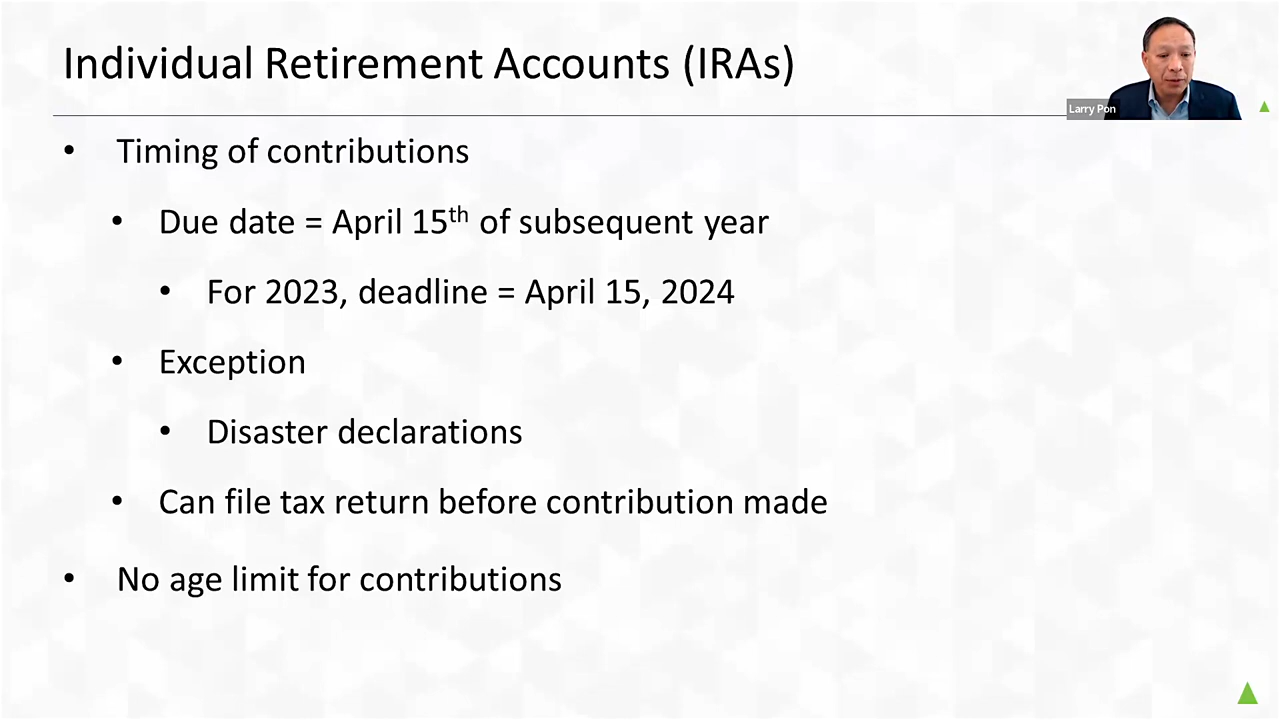 Individual Retirement Accounts (IRAs)
Larry Pon
• Timing of contributions
• Due date = April 15th of subsequent year
• For 2023, deadline = April 15, 2024
• Exception
• Disaster declarations
• Can file tax return before contribution made
• No age limit for contributions